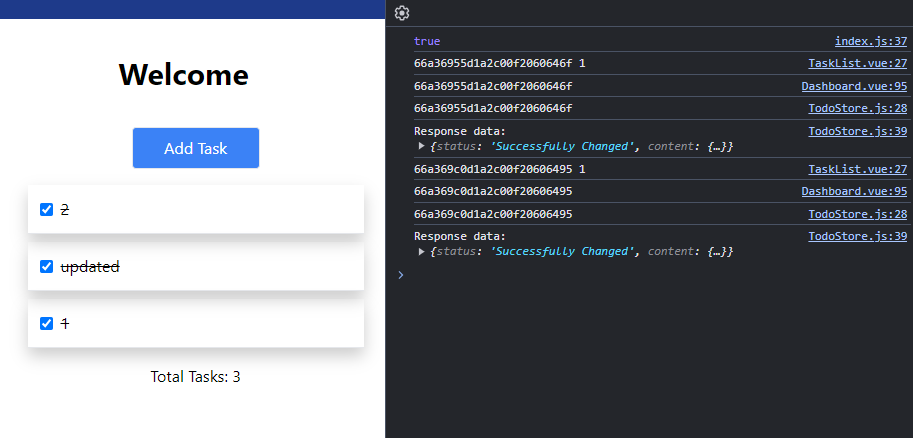 Welcome
Add Task
2
updated
1
Total Tasks: 3
true index.js:37
66a36955d1a2c00f2060646f 1 TaskList.vue:27
66a36955d1a2c00f2060646f Dashboard.vue:95
66a36955d1a2c00f2060646f TodoStore.js:28
Response data: TodoStore.js:39
▶ {status: 'Successfully Changed', content: {…}}
66a369c0d1a2c00f20606495 1 TaskList.vue:27
66a369c0d1a2c00f20606495 Dashboard.vue:95
66a369c0d1a2c00f20606495 TodoStore.js:28
Response data: TodoStore.js:39
▶ {status: 'Successfully Changed', content: {…}}